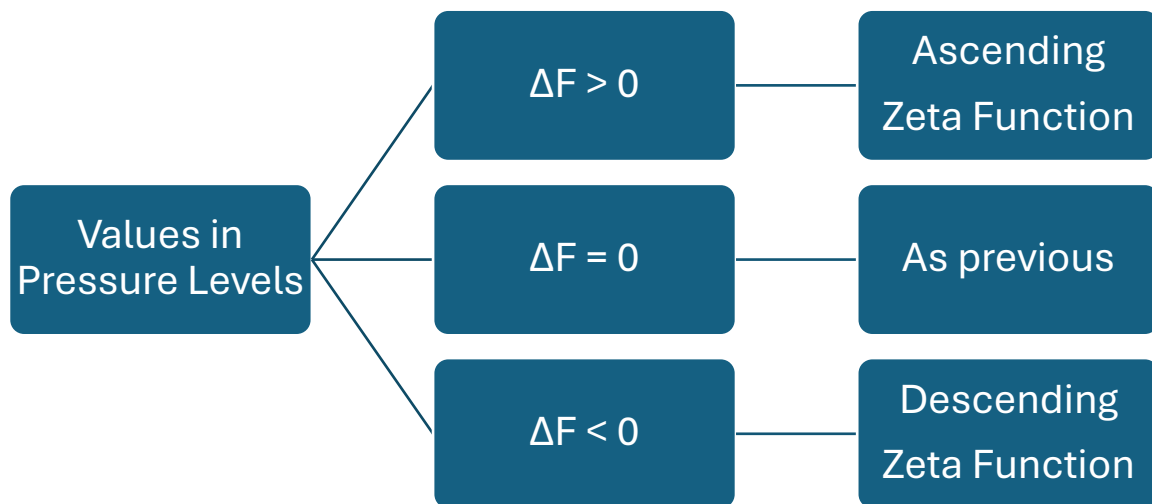 ΔF > 0
Ascending
Zeta Function
Values in
Pressure Levels
ΔF = 0
As previous
ΔF < 0
Descending
Zeta Function